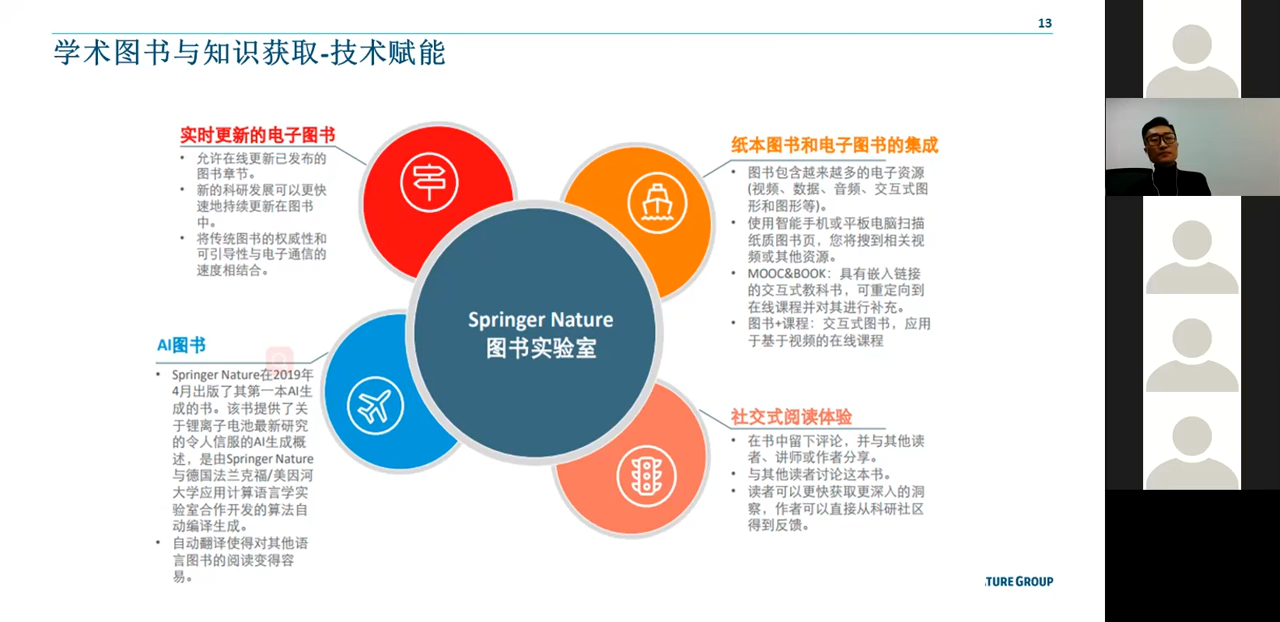 13
学术图书与知识获取-技术赋能
实时更新的电子图书
• 允许在线更新已发布的
图书章节。
• 新的科研发展可以更快
速地持续更新在图书
中。
• 将传统图书的权威性和
可引导性与电子通信的
速度相结合。
纸本图书和电子图书的集成
• 图书包含越来越多的电子资源
(视频、数据、音频、交互式图
形和图形等)。
• 使用智能手机或平板电脑扫描
纸质图书页，您将搜到相关视
频或其他资源。
• MOOC&BOOK：具有嵌入链接
的交互式教科书，可重定向到
在线课程并对其进行补充。
• 图书+课程：交互式图书，应用
于基于视频的在线课程
Springer Nature
图书实验室
AI图书
• Springer Nature在2019年
4月出版了其第一本AI生
成的书。该书提供了关
于锂离子电池最新研究
的令人信服的AI生成概
述，是由Springer Nature
与德国法兰克福/美因河
大学应用计算语言学实
验室合作开发的算法自
动编译生成。
• 自动翻译使得对其他语
言图书的阅读变得容
易。
社交式阅读体验
• 在书中留下评论，并与其他读
者、讲师或作者分享。
• 与其他读者讨论这本书。
• 读者可以更快获取更深入的洞
察，作者可以直接从科研社区
得到反馈。
TURE GROUP